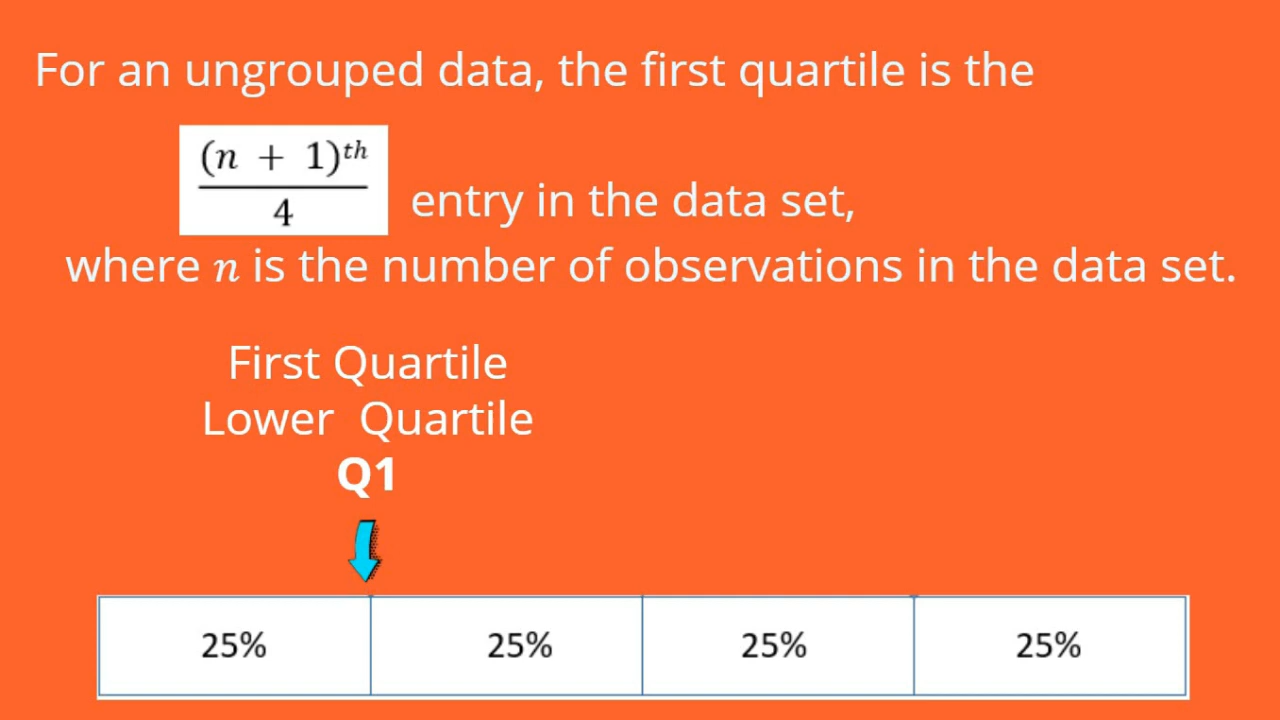 For an ungrouped data, the first quartile is the
(n + 1)ᵗʰ
4
entry in the data set,
where n is the number of observations in the data set.
First Quartile
Lower Quartile
Q1
25% 25% 25% 25%